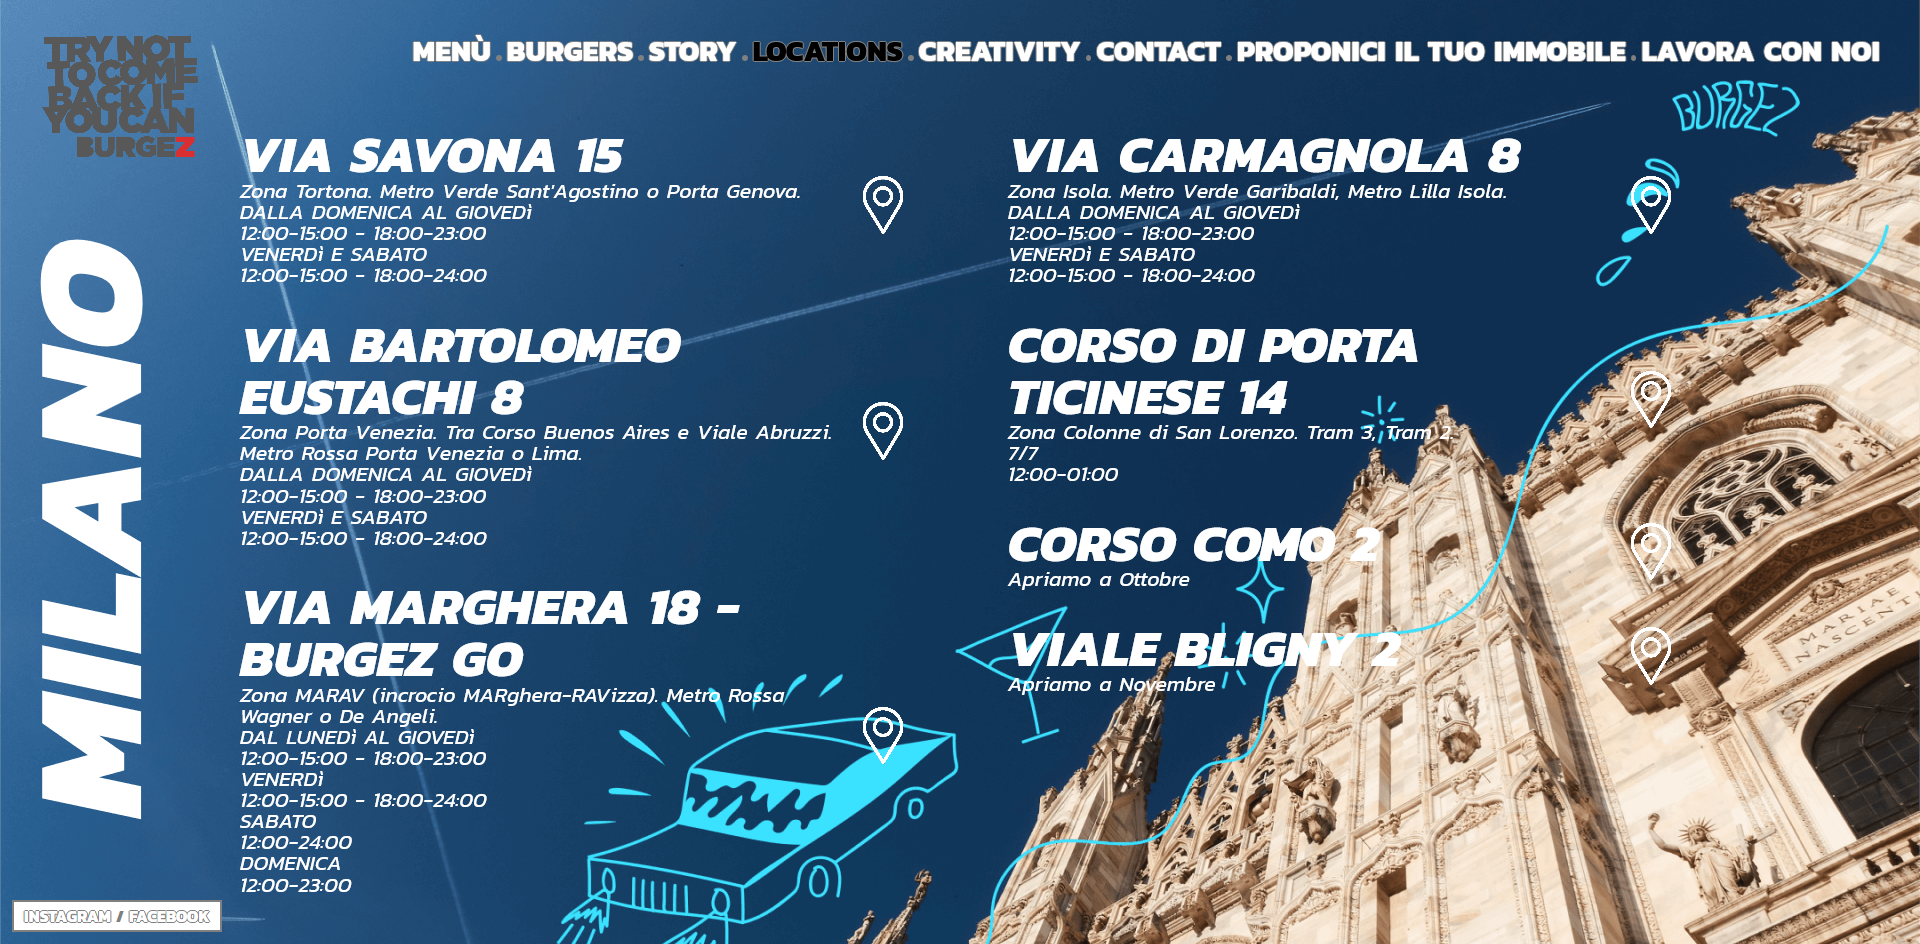 TRY NOT
TO COME
BACK IF
YOU CAN
BURGEZ
MENÙ . BURGERS . STORY . LOCATIONS . CREATIVITY . CONTACT . PROPONICI IL TUO IMMOBILE . LAVORA CON NOI
BURGEZ
MILANO
VIA SAVONA 15
Zona Tortona. Metro Verde Sant'Agostino o Porta Genova.
DALLA DOMENICA AL GIOVEDì
12:00-15:00 - 18:00-23:00
VENERDì E SABATO
12:00-15:00 - 18:00-24:00
VIA BARTOLOMEO
EUSTACHI 8
Zona Porta Venezia. Tra Corso Buenos Aires e Viale Abruzzi.
Metro Rossa Porta Venezia o Lima.
DALLA DOMENICA AL GIOVEDì
12:00-15:00 - 18:00-23:00
VENERDì E SABATO
12:00-15:00 - 18:00-24:00
VIA MARGHERA 18 -
BURGEZ GO
Zona MARAV (incrocio MARghera-RAVizza). Metro Rossa
Wagner o De Angeli.
DAL LUNEDì AL GIOVEDì
12:00-15:00 - 18:00-23:00
VENERDì
12:00-15:00 - 18:00-24:00
SABATO
12:00-24:00
DOMENICA
12:00-23:00
VIA CARMAGNOLA 8
Zona Isola. Metro Verde Garibaldi, Metro Lilla Isola.
DALLA DOMENICA AL GIOVEDì
12:00-15:00 - 18:00-23:00
VENERDì E SABATO
12:00-15:00 - 18:00-24:00
CORSO DI PORTA
TICINESE 14
Zona Colonne di San Lorenzo. Tram 3, Tram 2.
7/7
12:00-01:00
CORSO COMO 2
Apriamo a Ottobre
VIALE BLIGNY 2
Apriamo a Novembre
MARIAE
NASCENTI
INSTAGRAM / FACEBOOK